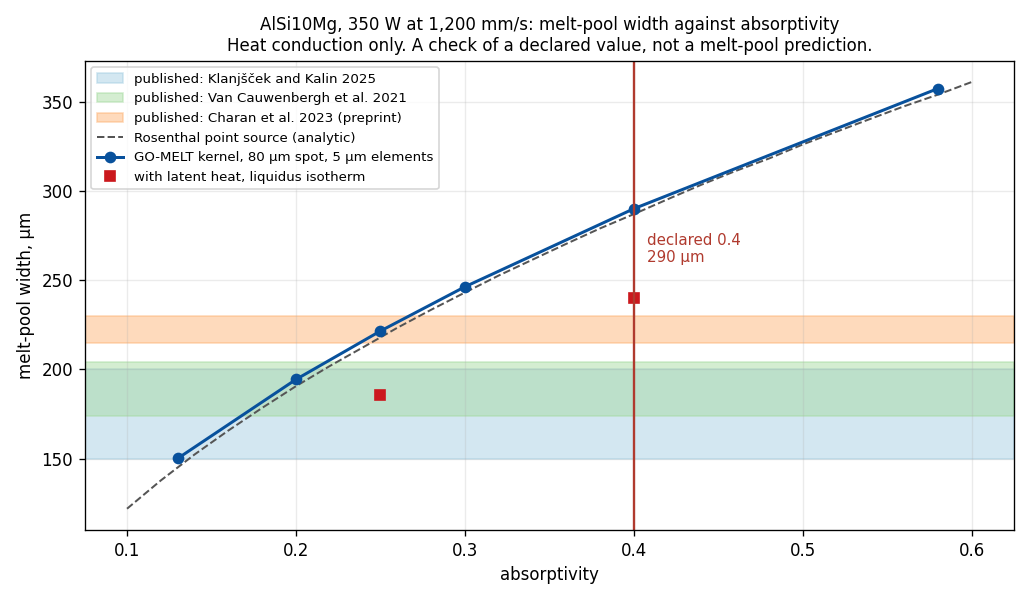 AlSi10Mg, 350 W at 1,200 mm/s: melt-pool width against absorptivity
Heat conduction only. A check of a declared value, not a melt-pool prediction.
published: Klanjšček and Kalin 2025
published: Van Cauwenbergh et al. 2021
published: Charan et al. 2023 (preprint)
Rosenthal point source (analytic)
GO-MELT kernel, 80 µm spot, 5 µm elements
with latent heat, liquidus isotherm
melt-pool width, µm
350
300
250
200
150
declared 0.4
290 µm
0.1
0.2
0.3
0.4
0.5
0.6
absorptivity